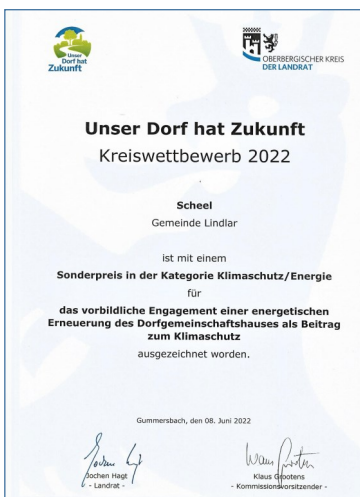 Unser
Dorf hat
Zukunft
OBERBERGISCHER KREIS
DER LANDRAT
Unser Dorf hat Zukunft
Kreiswettbewerb 2022
Scheel
Gemeinde Lindlar
ist mit einem
Sonderpreis in der Kategorie Klimaschutz/Energie
für
das vorbildliche Engagement einer energetischen
Erneuerung des Dorfgemeinschaftshauses als Beitrag
zum Klimaschutz
ausgezeichnet worden.
Gummersbach, den 08. Juni 2022
Jochen Hagt
- Landrat -
Klaus Grootens
- Kommissionsvorsitzender -